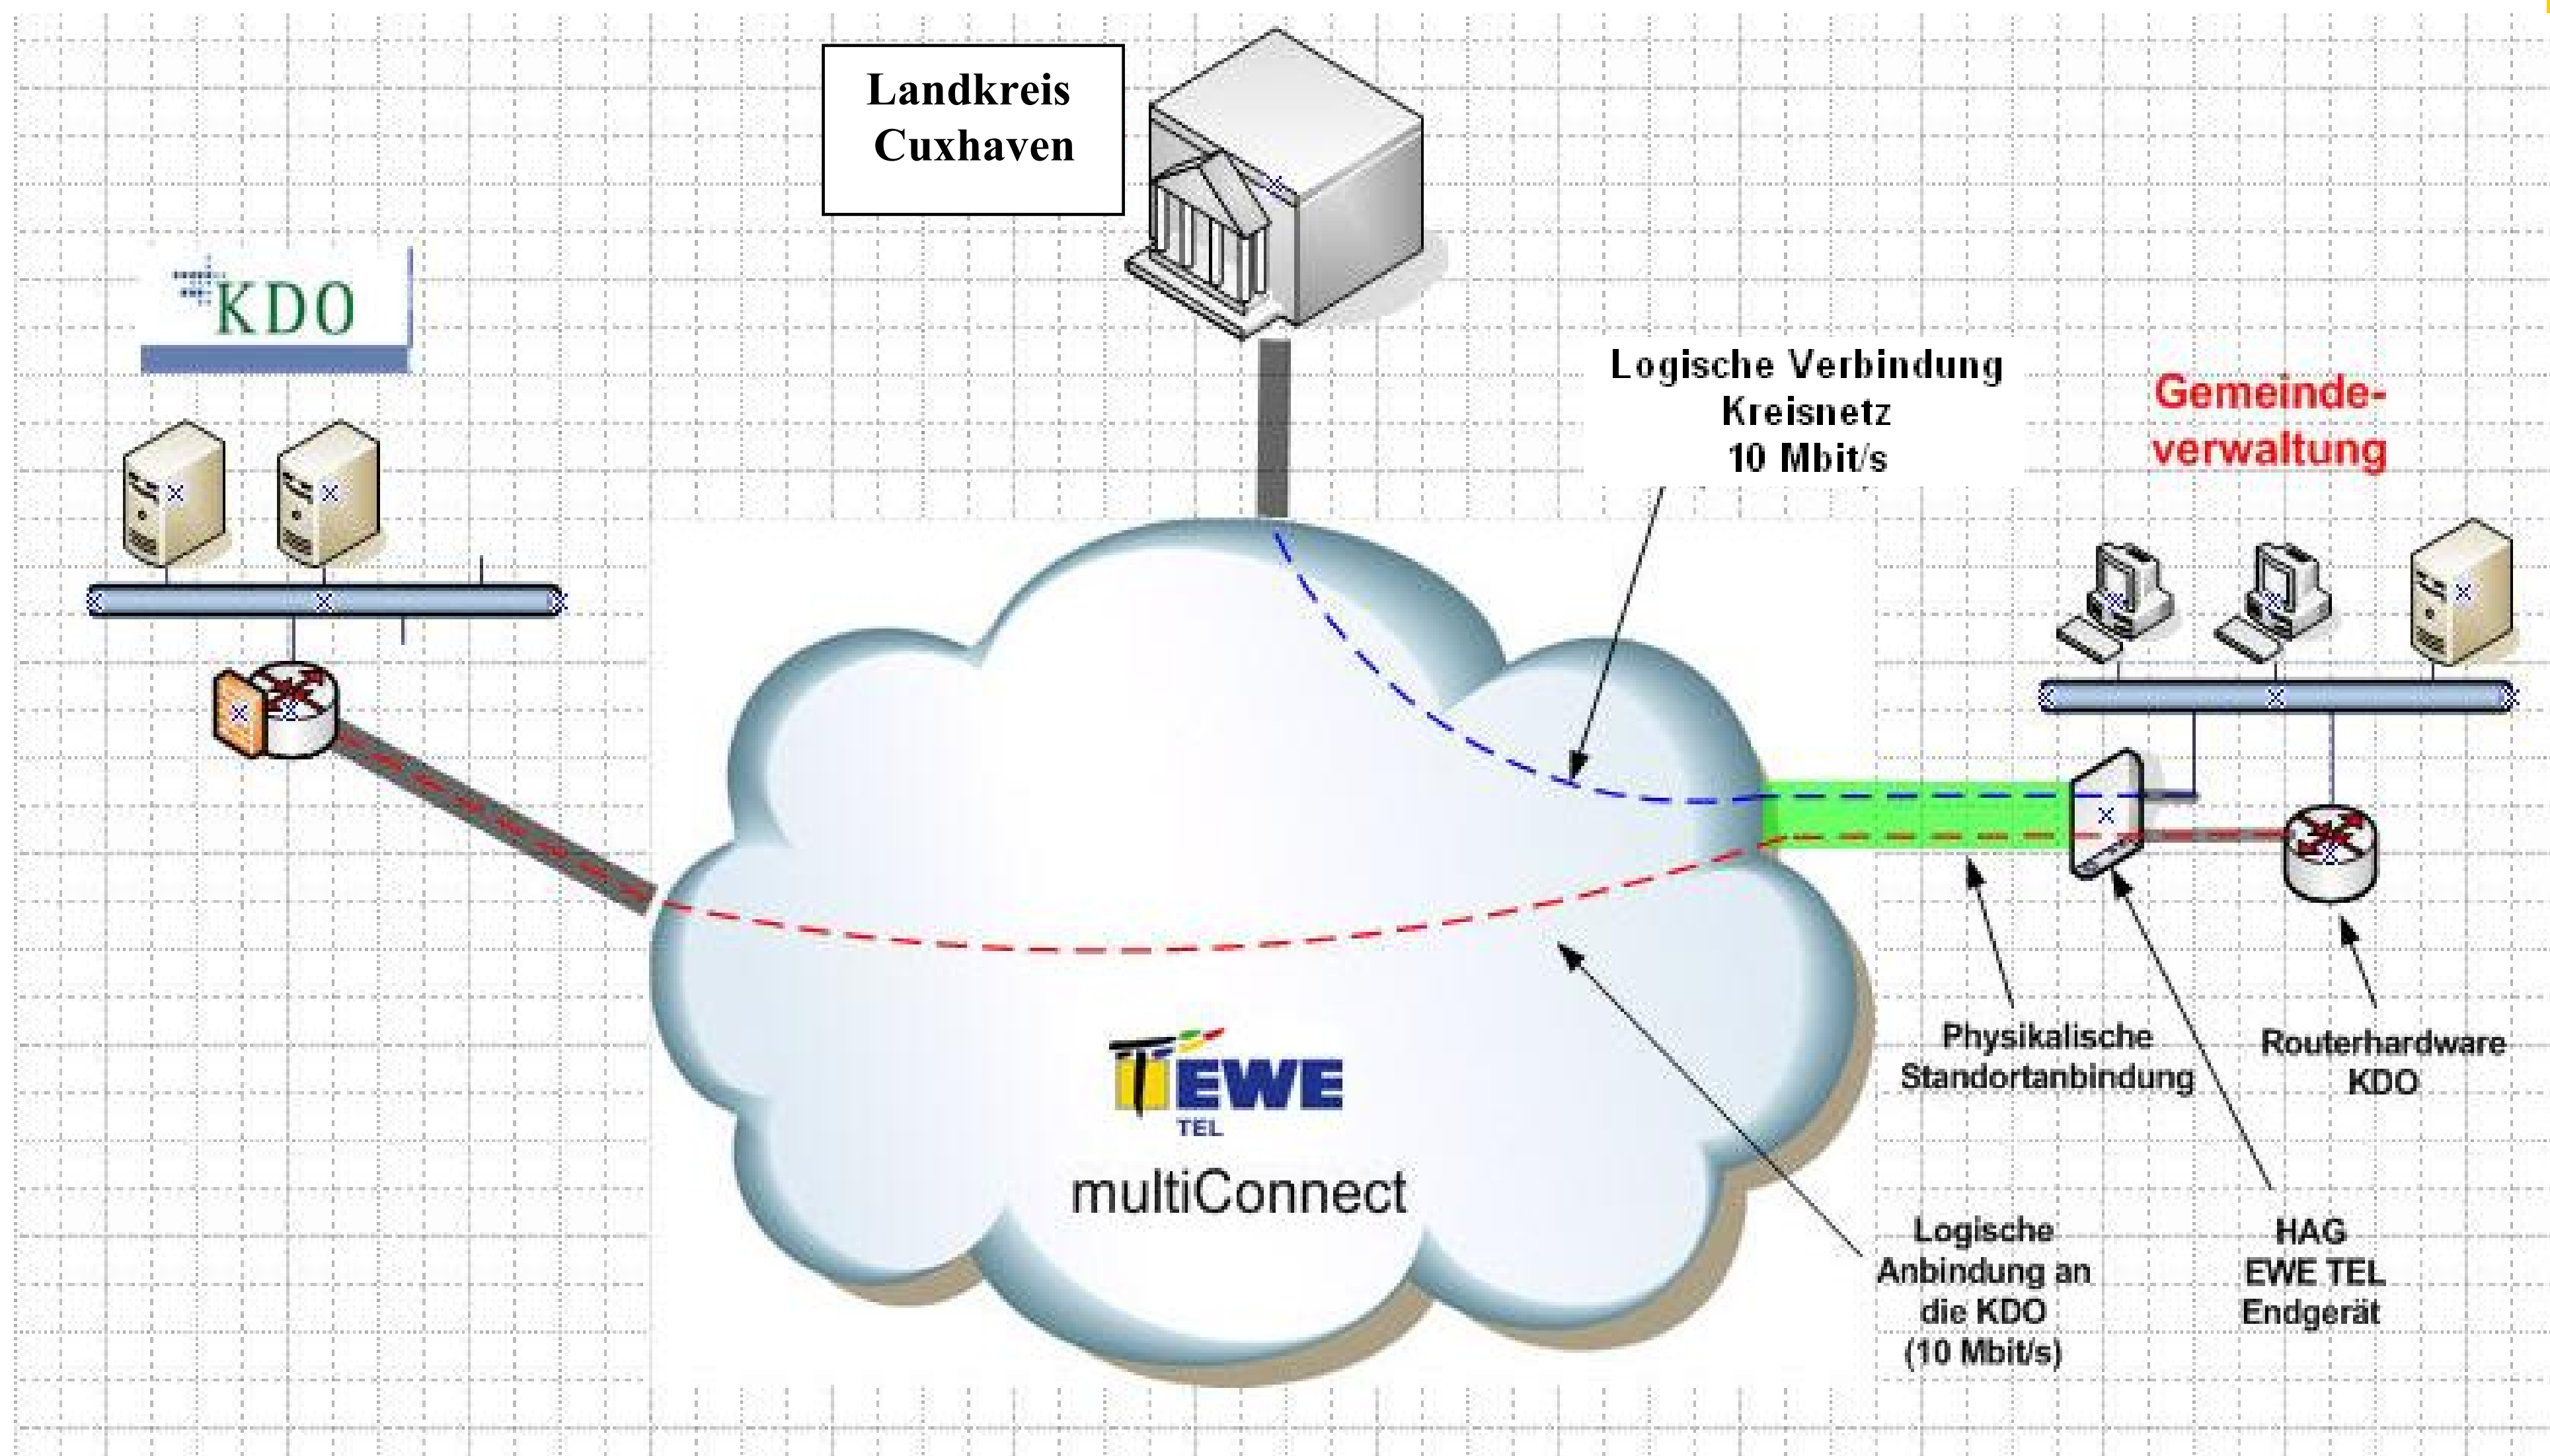 Landkreis
Cuxhaven
KDO
Logische Verbindung
Kreisnetz
10 Mbit/s
Gemeinde-
verwaltung
EWE
TEL
multiConnect
Physikalische
Standortanbindung
Routerhardware
KDO
Logische
Anbindung an
die KDO
(10 Mbit/s)
HAG
EWE TEL
Endgerät